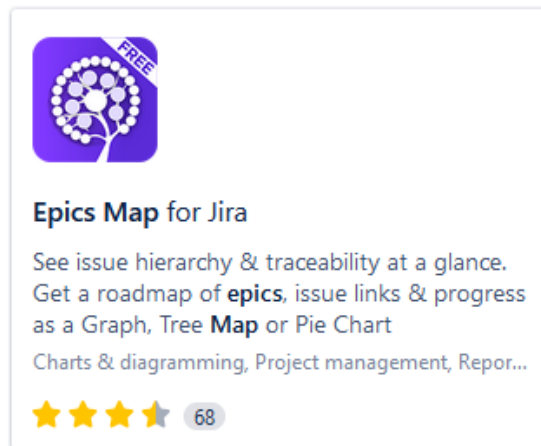 FREE
Epics Map for Jira
See issue hierarchy & traceability at a glance.
Get a roadmap of epics, issue links & progress
as a Graph, Tree Map or Pie Chart
Charts & diagramming, Project management, Repor...
68